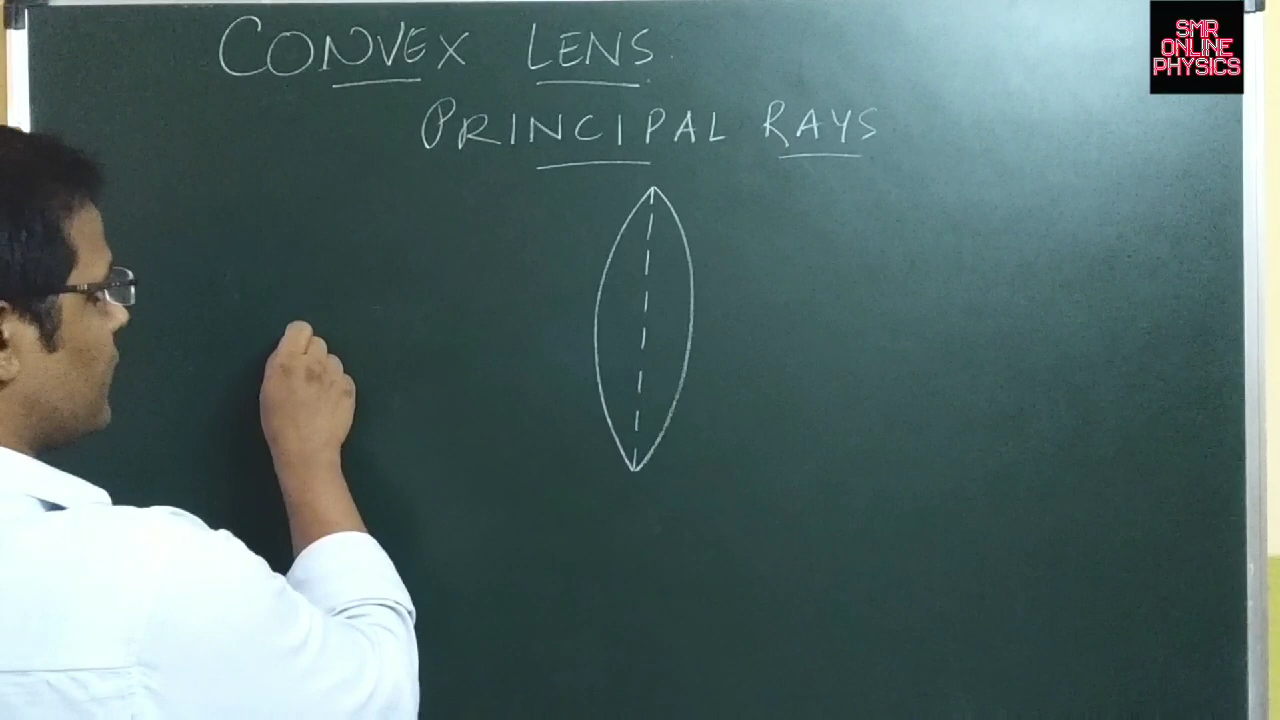 CONVEX LENS
PRINCIPAL RAYS
SMR
ONLINE
PHYSICS